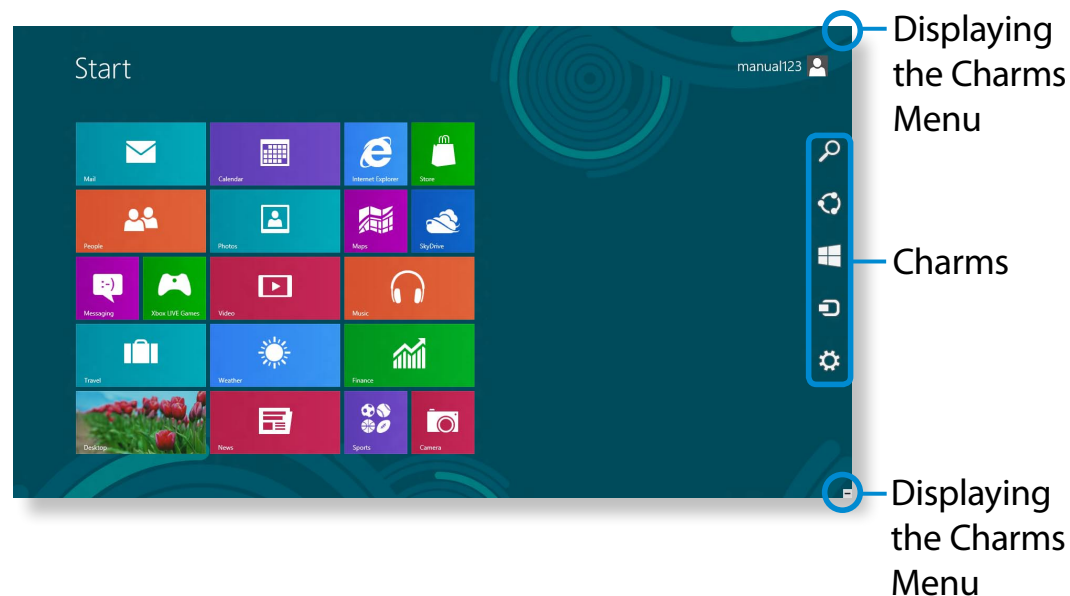 Start
manual123
Displaying
the Charms
Menu
Mail
Calendar
Internet Explorer
Store
People
Photos
Maps
SkyDrive
Messaging
Xbox LIVE Games
Video
Music
Travel
Weather
Finance
Desktop
News
Sports
Camera
Charms
Displaying
the Charms
Menu